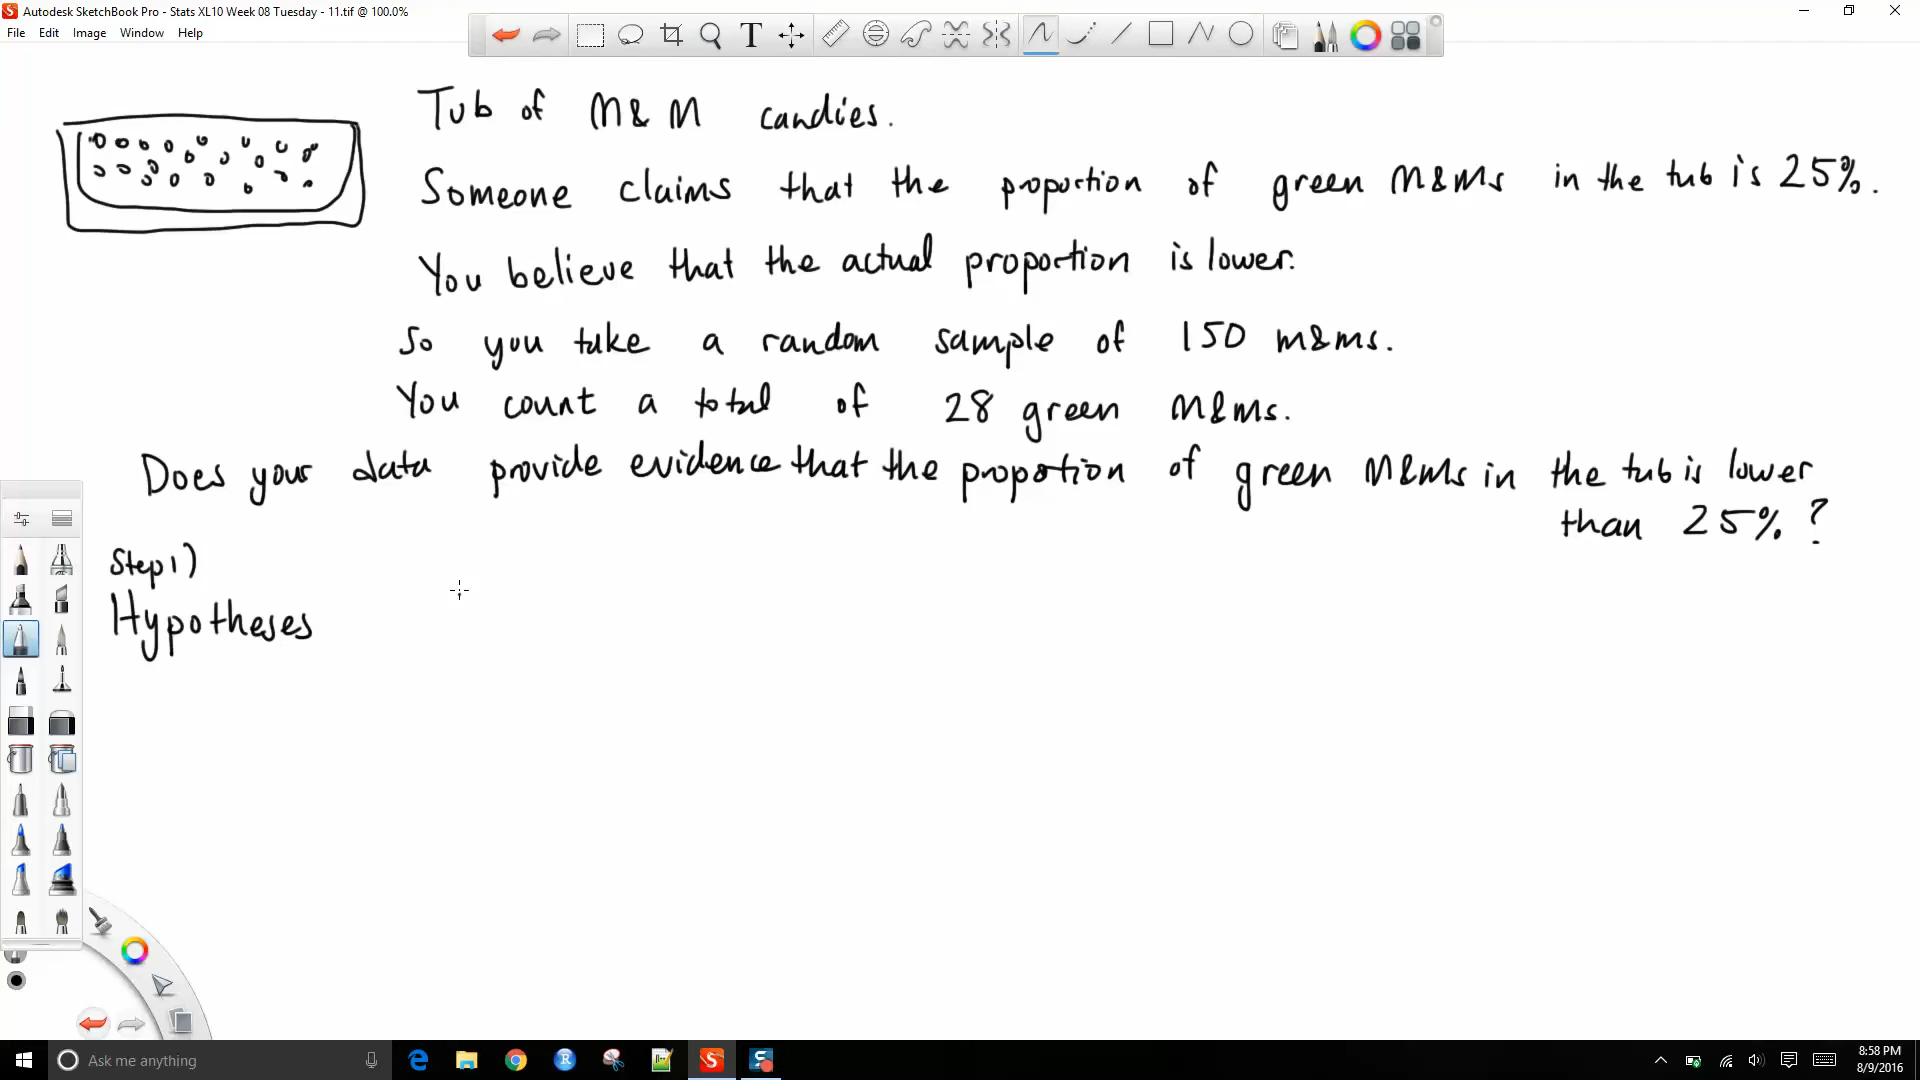 Autodesk SketchBook Pro - Stats XL10 Week 08 Tuesday - 11.tif @ 100.0%
File Edit Image Window Help
Tub of M&M candies.
Someone claims that the proportion of green M&Ms in the tub is 25%.
You believe that the actual proportion is lower.
So you take a random sample of 150 m&ms.
You count a total of 28 green M&Ms.
Does your data provide evidence that the proportion of green M&Ms in the tub is lower
than 25%?
Step 1)
Hypotheses
Ask me anything
8:58 PM
8/9/2016